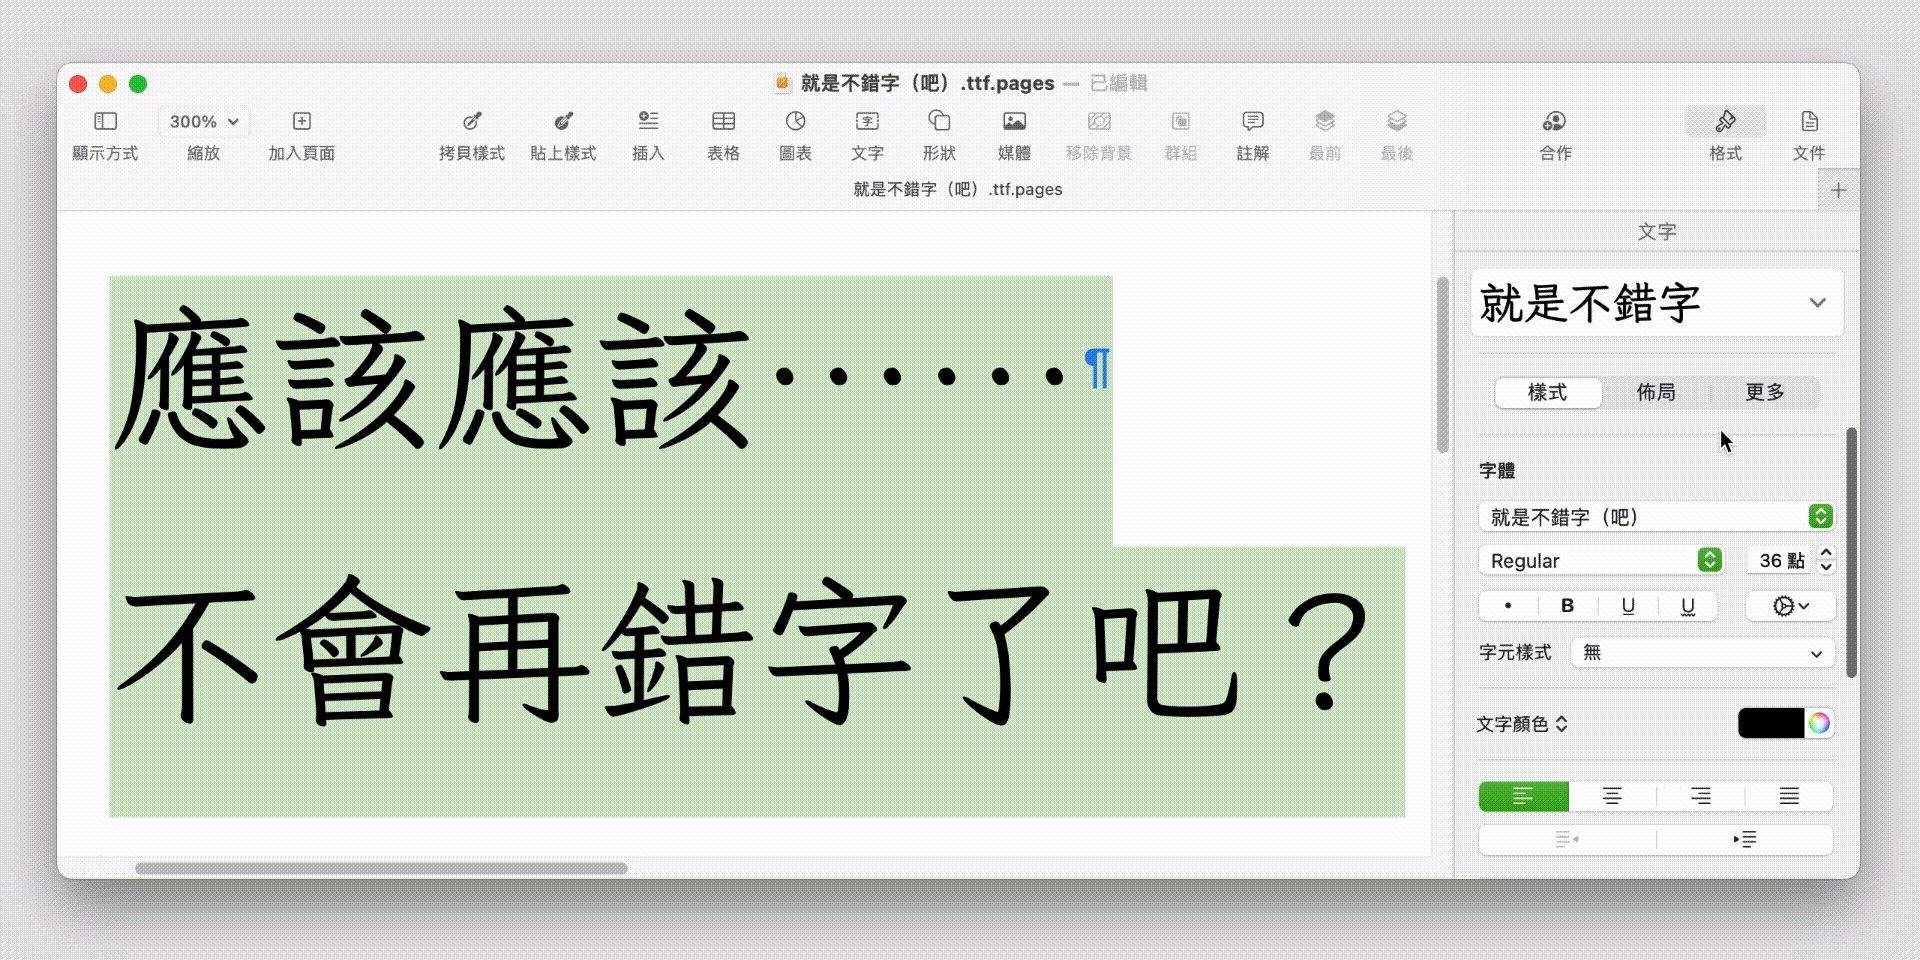 就是不錯字（吧）.ttf.pages — 已編輯
300%
顯示方式 縮放 加入頁面 拷貝樣式 貼上樣式 插入 表格 圖表 文字 形狀 媒體 移除背景 群組 註解 最前 最後 合作 格式 文件
就是不錯字（吧）.ttf.pages
應該應該······¶
不會再錯字了吧？
文字
就是不錯字
樣式 佈局 更多
字體
就是不錯字（吧）
Regular 36 點
• B U U
字元樣式 無
文字顏色